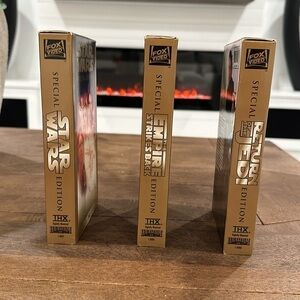 FOX
VIDEO
SPECIAL
STAR
WARS
EDITION
THX
FOX
VIDEO
SPECIAL
EMPIRE
STRIKES BACK
EDITION
THX
FOX
VIDEO
SPECIAL
RETURN
OF THE
JEDI
EDITION
THX